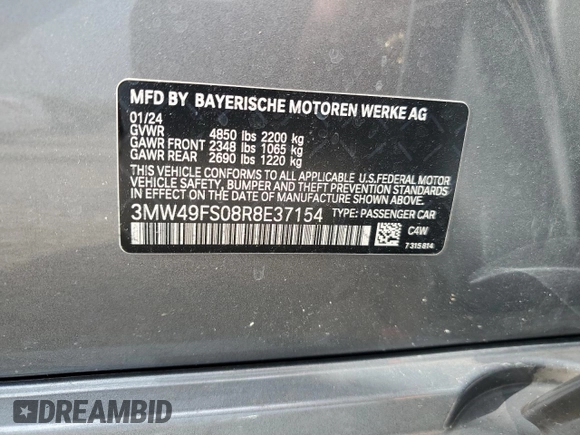 MFD BY BAYERISCHE MOTOREN WERKE AG
01/24
GVWR 4850 lbs 2200 kg
GAWR FRONT 2348 lbs 1065 kg
GAWR REAR 2690 lbs 1220 kg
THIS VEHICLE CONFORMS TO ALL APPLICABLE U.S.FEDERAL MOTOR
VEHICLE SAFETY, BUMPER, AND THEFT PREVENTION STANDARDS
IN EFFECT ON THE DATE OF MANUFACTURE SHOWN ABOVE.
3MW49FS08R8E37154 TYPE: PASSENGER CAR
C4W
7315814
DREAMBID